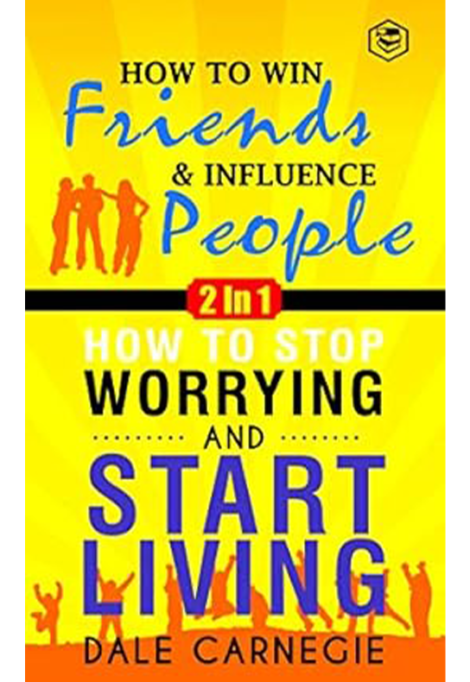 HOW TO WIN
Friends
& INFLUENCE
People
2 In 1
HOW TO STOP
WORRYING
AND
START
LIVING
DALE CARNEGIE